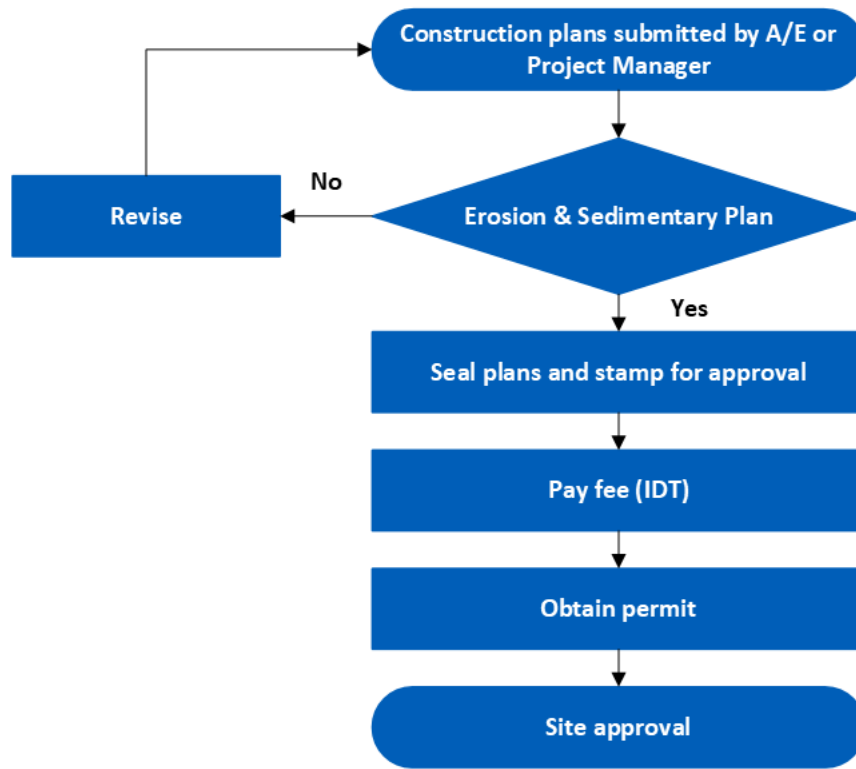 Construction plans submitted by A/E or
Project Manager
No
Revise
Erosion & Sedimentary Plan
Yes
Seal plans and stamp for approval
Pay fee (IDT)
Obtain permit
Site approval